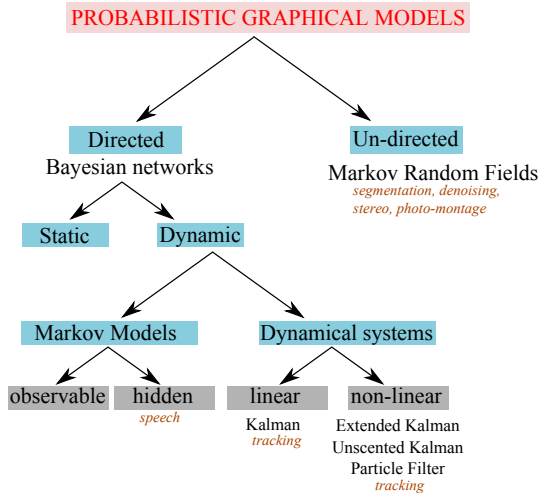 PROBABILISTIC GRAPHICAL MODELS
Directed
Un-directed
Bayesian networks
Markov Random Fields
segmentation, denoising,
stereo, photo-montage
Static
Dynamic
Markov Models
Dynamical systems
observable
hidden
linear
non-linear
speech
Kalman
tracking
Extended Kalman
Unscented Kalman
Particle Filter
tracking